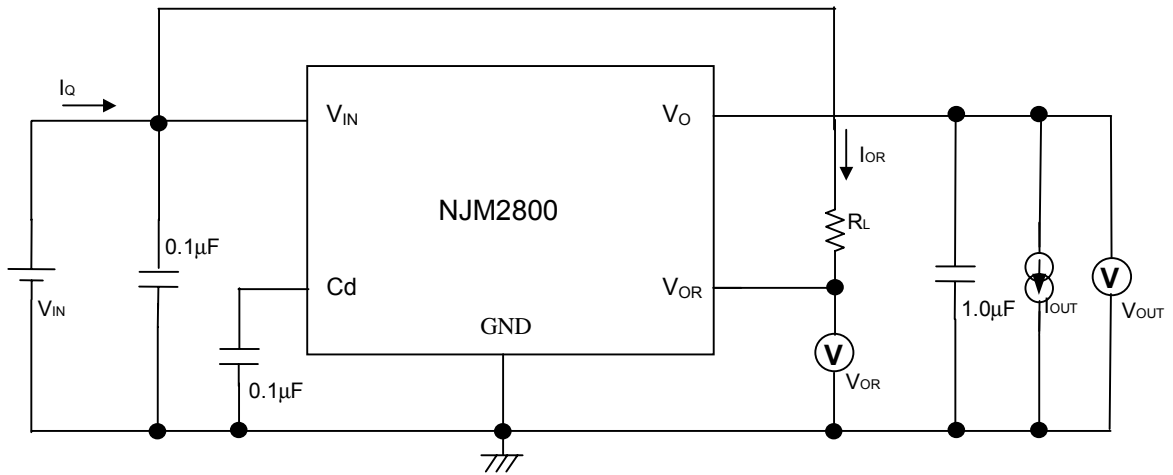 IQ
VIN
VO
IOR
NJM2800
RL
0.1µF
VIN
Cd
VOR
GND
1.0µF
IOUT
V
VOUT
V
VOR
0.1µF